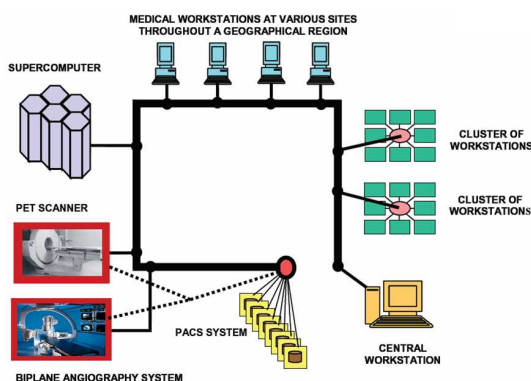 MEDICAL WORKSTATIONS AT VARIOUS SITES
THROUGHOUT A GEOGRAPHICAL REGION
SUPERCOMPUTER
CLUSTER OF
WORKSTATIONS
PET SCANNER
CLUSTER OF
WORKSTATIONS
PACS SYSTEM
CENTRAL
WORKSTATION
BIPLANE ANGIOGRAPHY SYSTEM